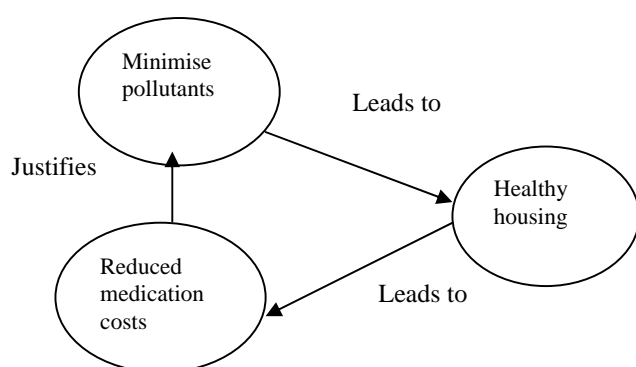 Minimise
pollutants
Leads to
Justifies
Healthy
housing
Reduced
medication
costs
Leads to